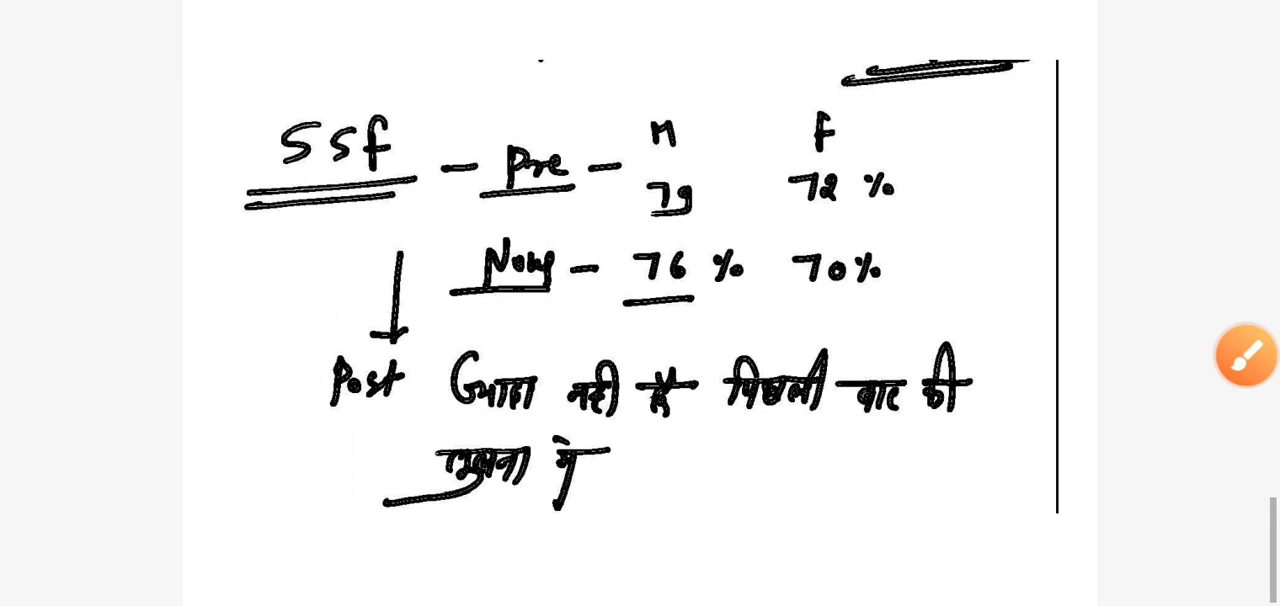 M F
SSF - Pre - 79 72 %
Now - 76 % 70%
Post ज्यादा नही है पिछली बार की
तुलना मे